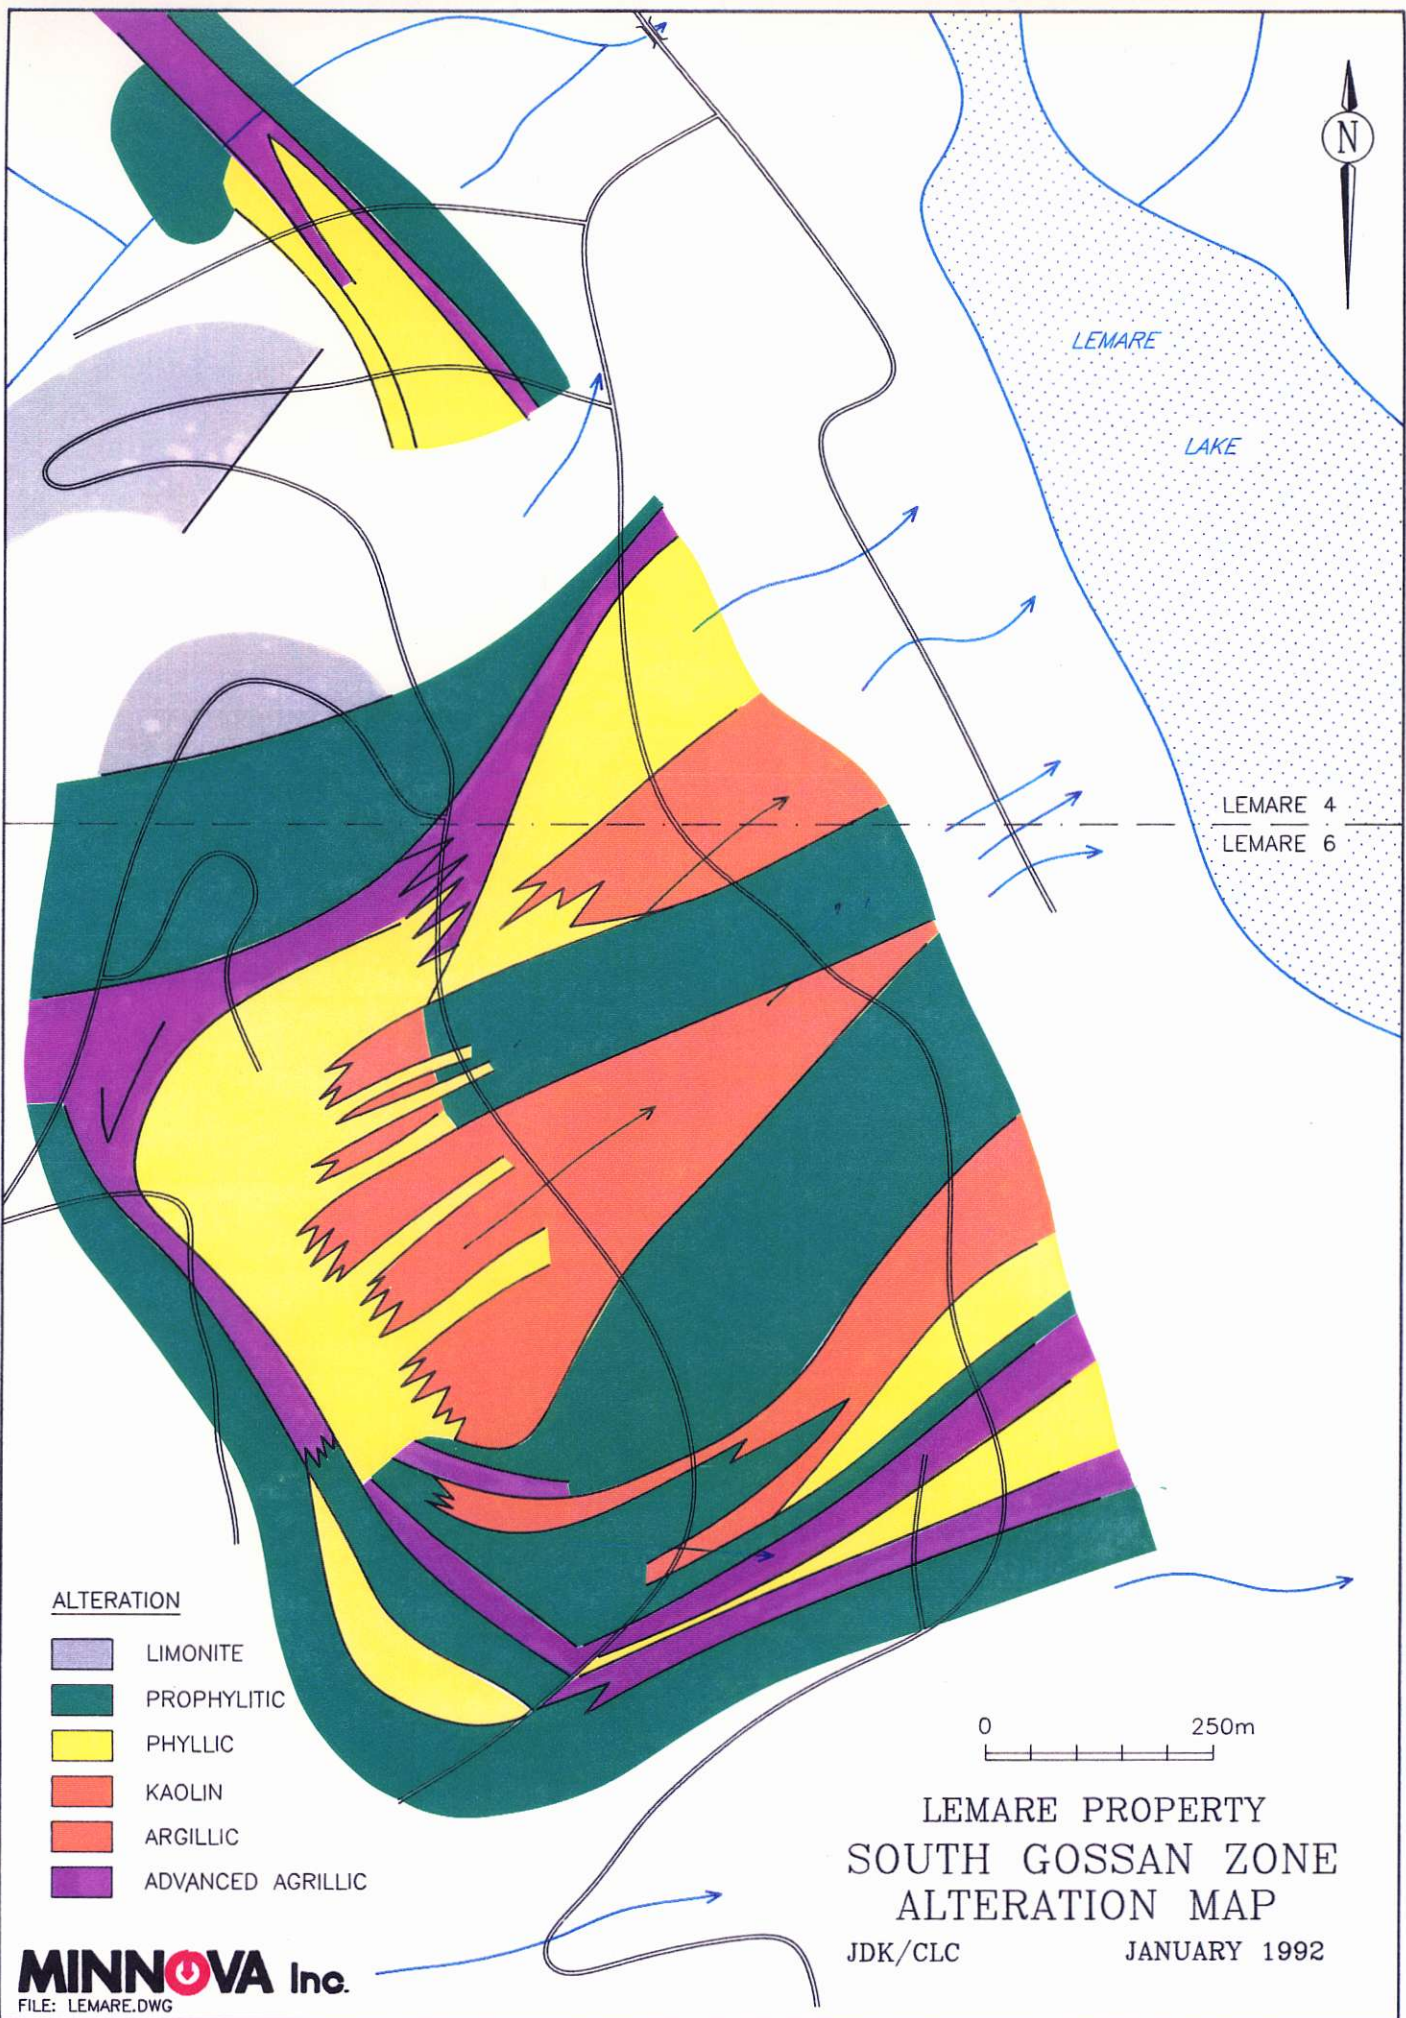 N
LEMARE
LAKE
LEMARE 4
LEMARE 6
ALTERATION
LIMONITE
PROPHYLITIC
PHYLLIC
KAOLIN
ARGILLIC
ADVANCED AGRILLIC
0 250m
LEMARE PROPERTY
SOUTH GOSSAN ZONE
ALTERATION MAP
JDK/CLC JANUARY 1992
MINNOVA Inc.
FILE: LEMARE.DWG